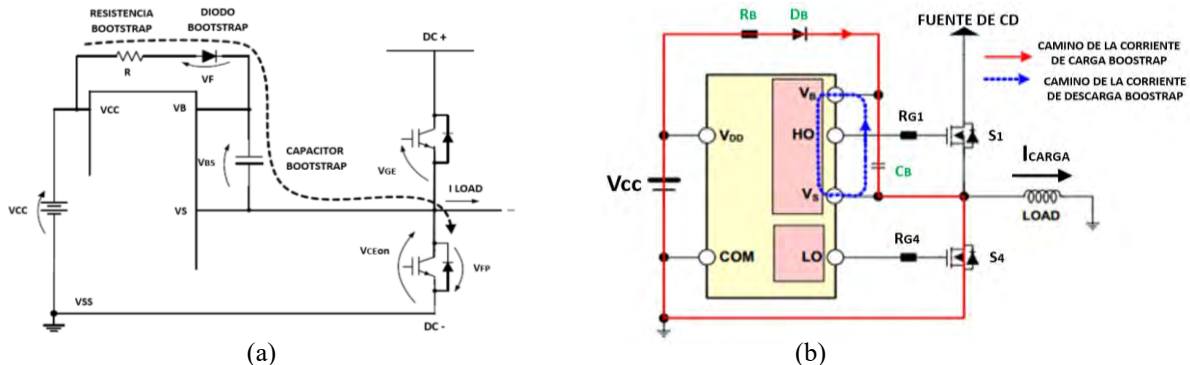 RESISTENCIA
BOOTSTRAP
DIODO
BOOTSTRAP
R
VF
VCC
VB
VBS
CAPACITOR
BOOTSTRAP
VS
VCC
VSS
DC +
VGE
I LOAD
VCEon
VFP
DC -
(a)
RB
DB
FUENTE DE CD
CAMINO DE LA CORRIENTE
DE CARGA BOOSTRAP
CAMINO DE LA CORRIENTE
DE DESCARGA BOOSTRAP
VB
RG1
VDD
HO
S1
ICARGA
Vcc
CB
VS
LOAD
RG4
COM
LO
S4
(b)